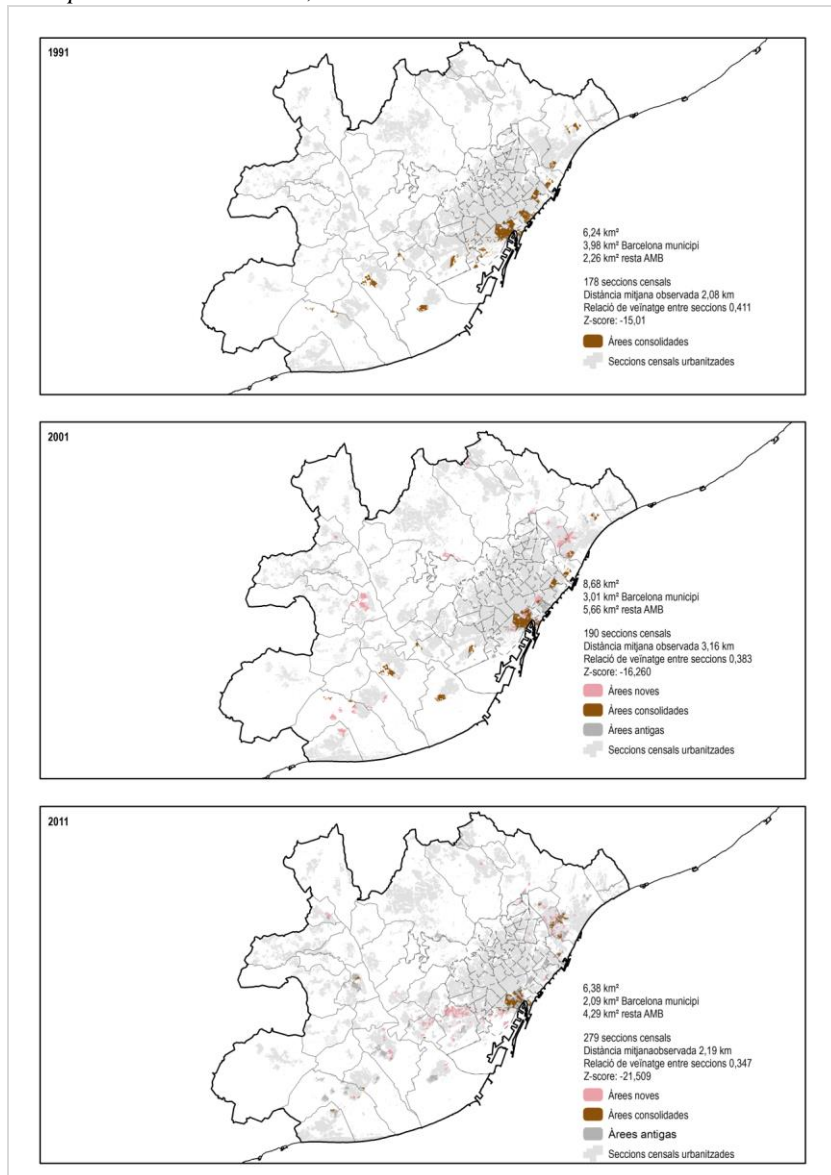 1991
6,24 km²
3,98 km² Barcelona municipi
2,26 km² resta AMB
178 seccions censals
Distància mitjana observada 2,08 km
Relació de veïnatge entre seccions 0,411
Z-score: -15,01
Àrees consolidades
Seccions censals urbanitzades
2001
8,68 km²
3,01 km² Barcelona municipi
5,66 km² resta AMB
190 seccions censals
Distància mitjana observada 3,16 km
Relació de veïnatge entre seccions 0,383
Z-score: -16,260
Àrees noves
Àrees consolidades
Àrees antigas
Seccions censals urbanitzades
2011
6,38 km²
2,09 km² Barcelona municipi
4,29 km² resta AMB
279 seccions censals
Distància mitjanaobservada 2,19 km
Relació de veïnatge entre seccions 0,347
Z-score: -21,509
Àrees noves
Àrees consolidades
Àrees antigas
Seccions censals urbanitzades